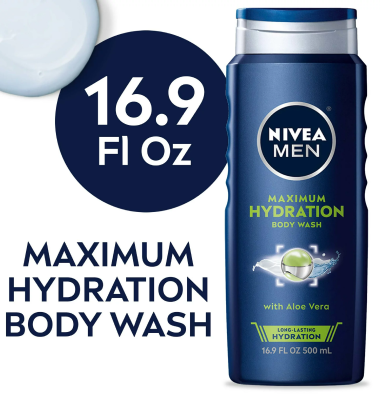 16.9
Fl Oz
MAXIMUM
HYDRATION
BODY WASH
NIVEA
MEN
MAXIMUM
HYDRATION
BODY WASH
with Aloe Vera
LONG-LASTING
HYDRATION
16.9 FL OZ 500 mL